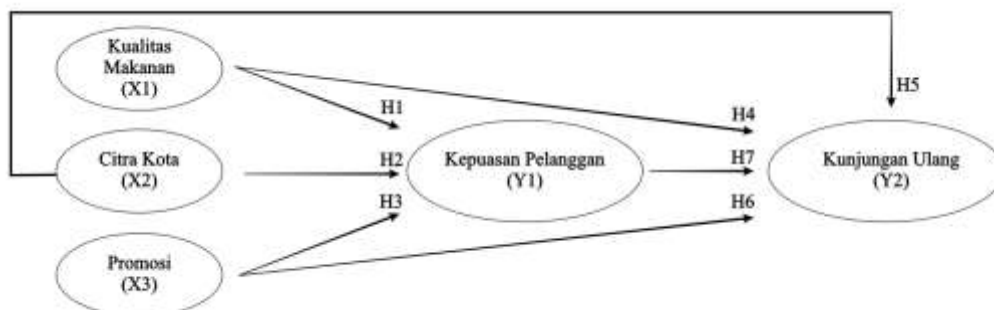 Kualitas
Makanan
(X1)
H1
H4
H5
Citra Kota
(X2)
H2
Kepuasan Pelanggan
(Y1)
H7
Kunjungan Ulang
(Y2)
H3
H6
Promosi
(X3)